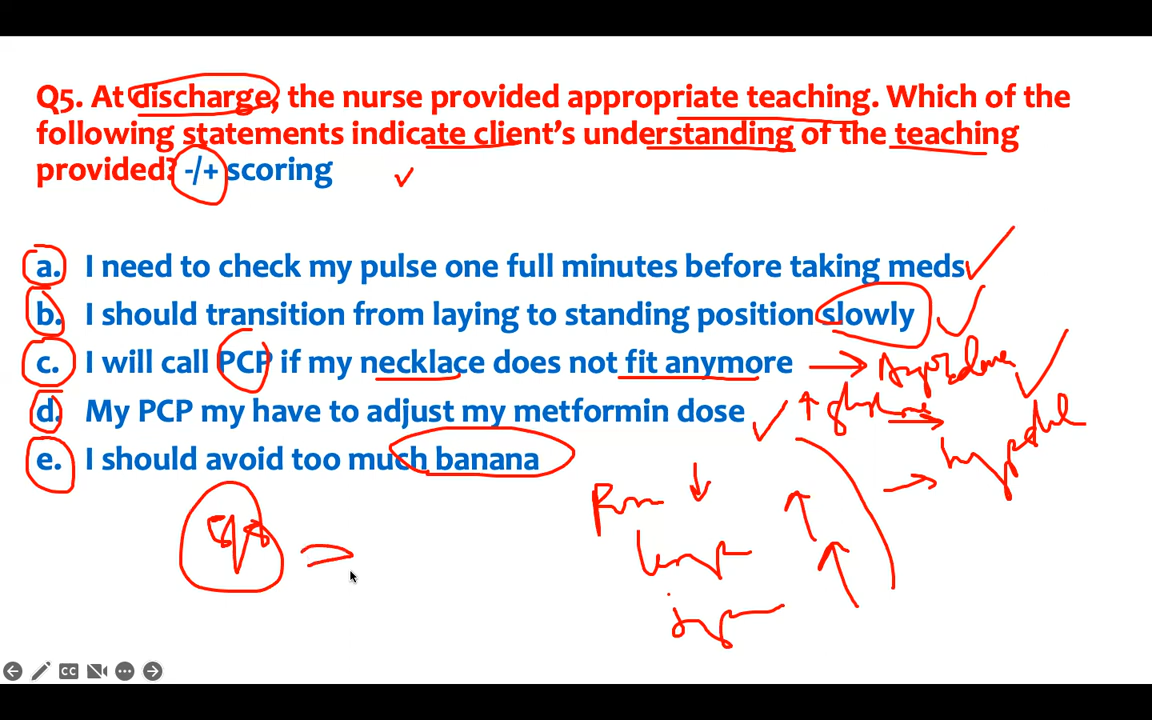 Q5. At discharge, the nurse provided appropriate teaching. Which of the
following statements indicate client's understanding of the teaching
provided? -/+ scoring
a. I need to check my pulse one full minutes before taking meds
b. I should transition from laying to standing position slowly
c. I will call PCP if my necklace does not fit anymore
d. My PCP my have to adjust my metformin dose
e. I should avoid too much banana
CC